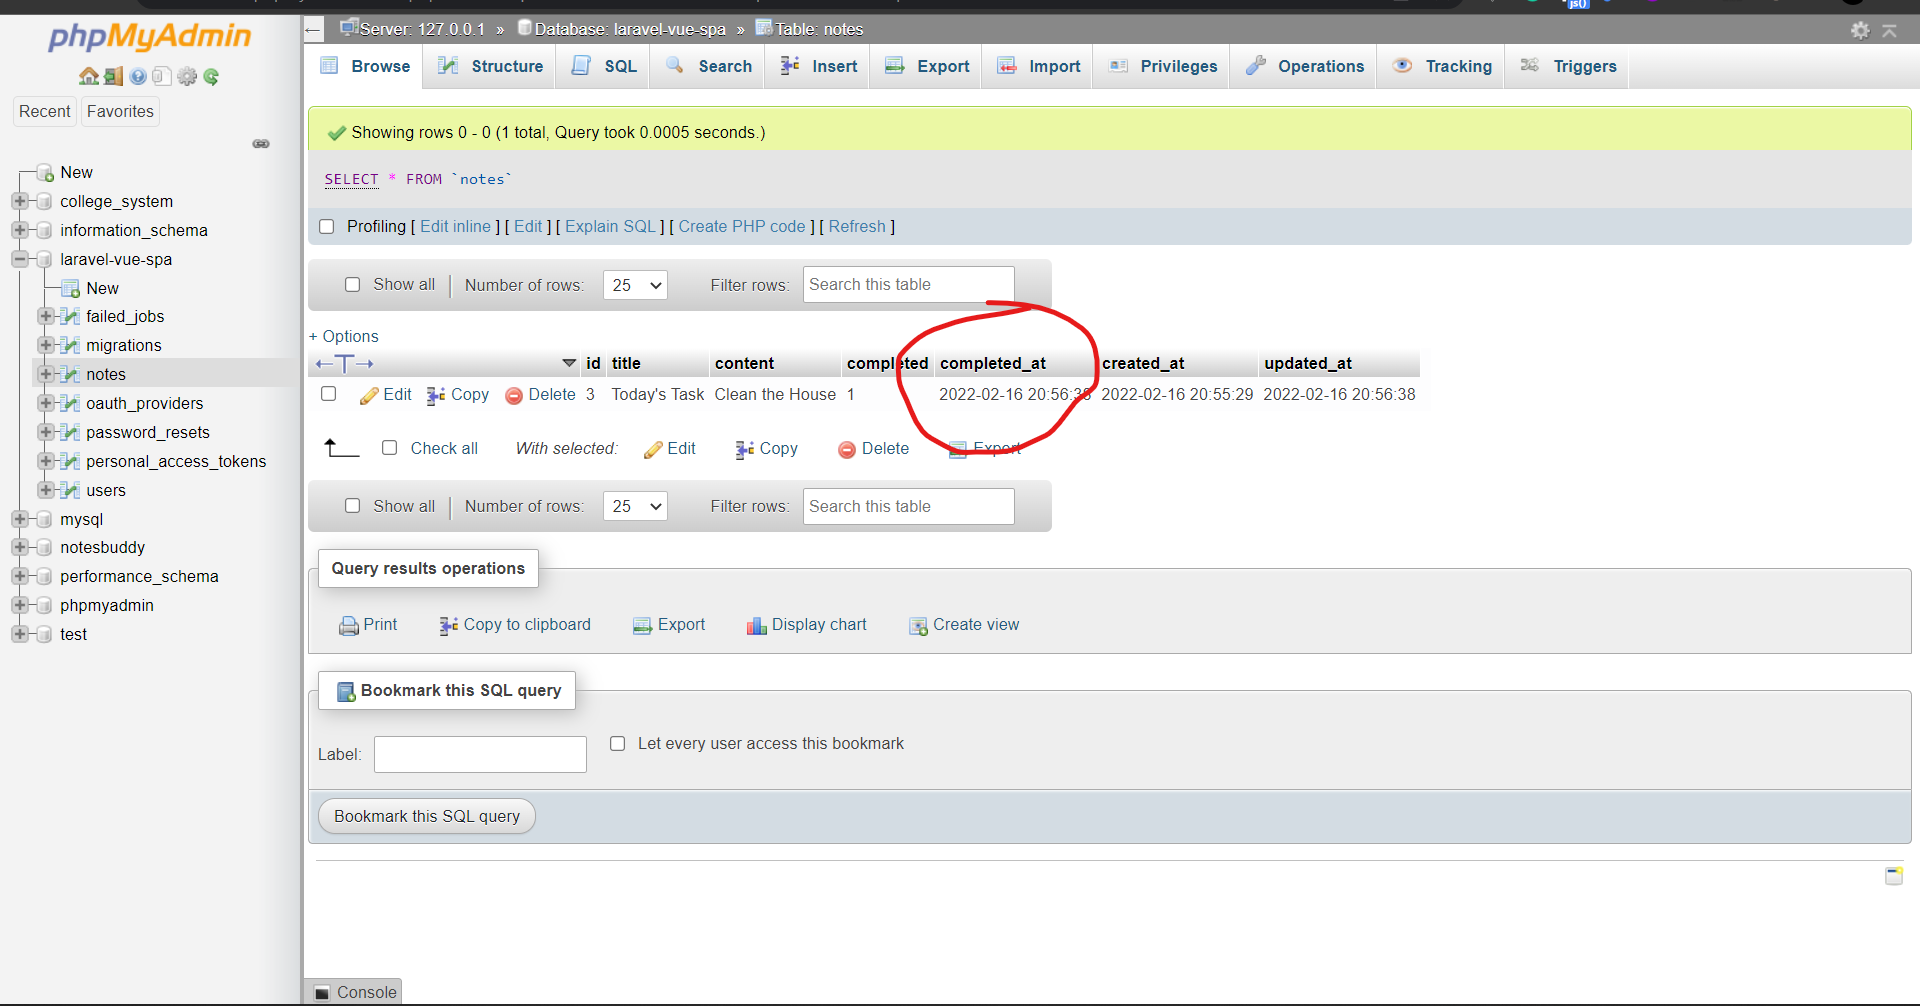 phpMyAdmin
Recent Favorites
New
college_system
information_schema
laravel-vue-spa
New
failed_jobs
migrations
notes
oauth_providers
password_resets
personal_access_tokens
users
mysql
notesbuddy
performance_schema
phpmyadmin
test
Server: 127.0.0.1 » Database: laravel-vue-spa » Table: notes
Browse Structure SQL Search Insert Export Import Privileges Operations Tracking Triggers
Showing rows 0 - 0 (1 total, Query took 0.0005 seconds.)
SELECT * FROM `notes`
Profiling [ Edit inline ] [ Edit ] [ Explain SQL ] [ Create PHP code ] [ Refresh ]
Show all Number of rows: 25 Filter rows: Search this table
+ Options
←T→ id title content completed completed_at created_at updated_at
Edit Copy Delete 3 Today's Task Clean the House 1 2022-02-16 20:56:38 2022-02-16 20:55:29 2022-02-16 20:56:38
Check all With selected: Edit Copy Delete Export
Show all Number of rows: 25 Filter rows: Search this table
Query results operations
Print Copy to clipboard Export Display chart Create view
Bookmark this SQL query
Label: Let every user access this bookmark
Bookmark this SQL query
Console